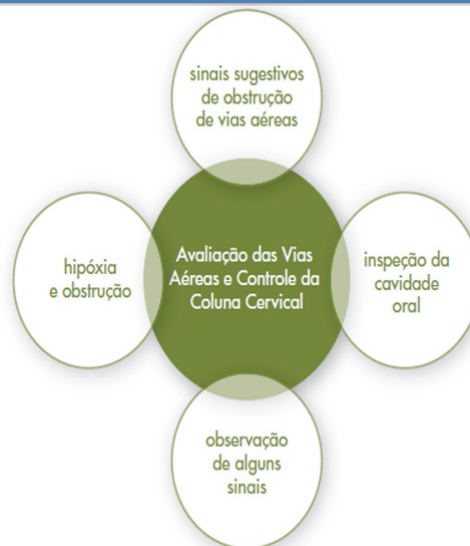 sinais sugestivos
de obstrução
de vias aéreas
hipóxia
e obstrução
Avaliação das Vias
Aéreas e Controle da
Coluna Cervical
inspeção da
cavidade
oral
observação
de alguns
sinais